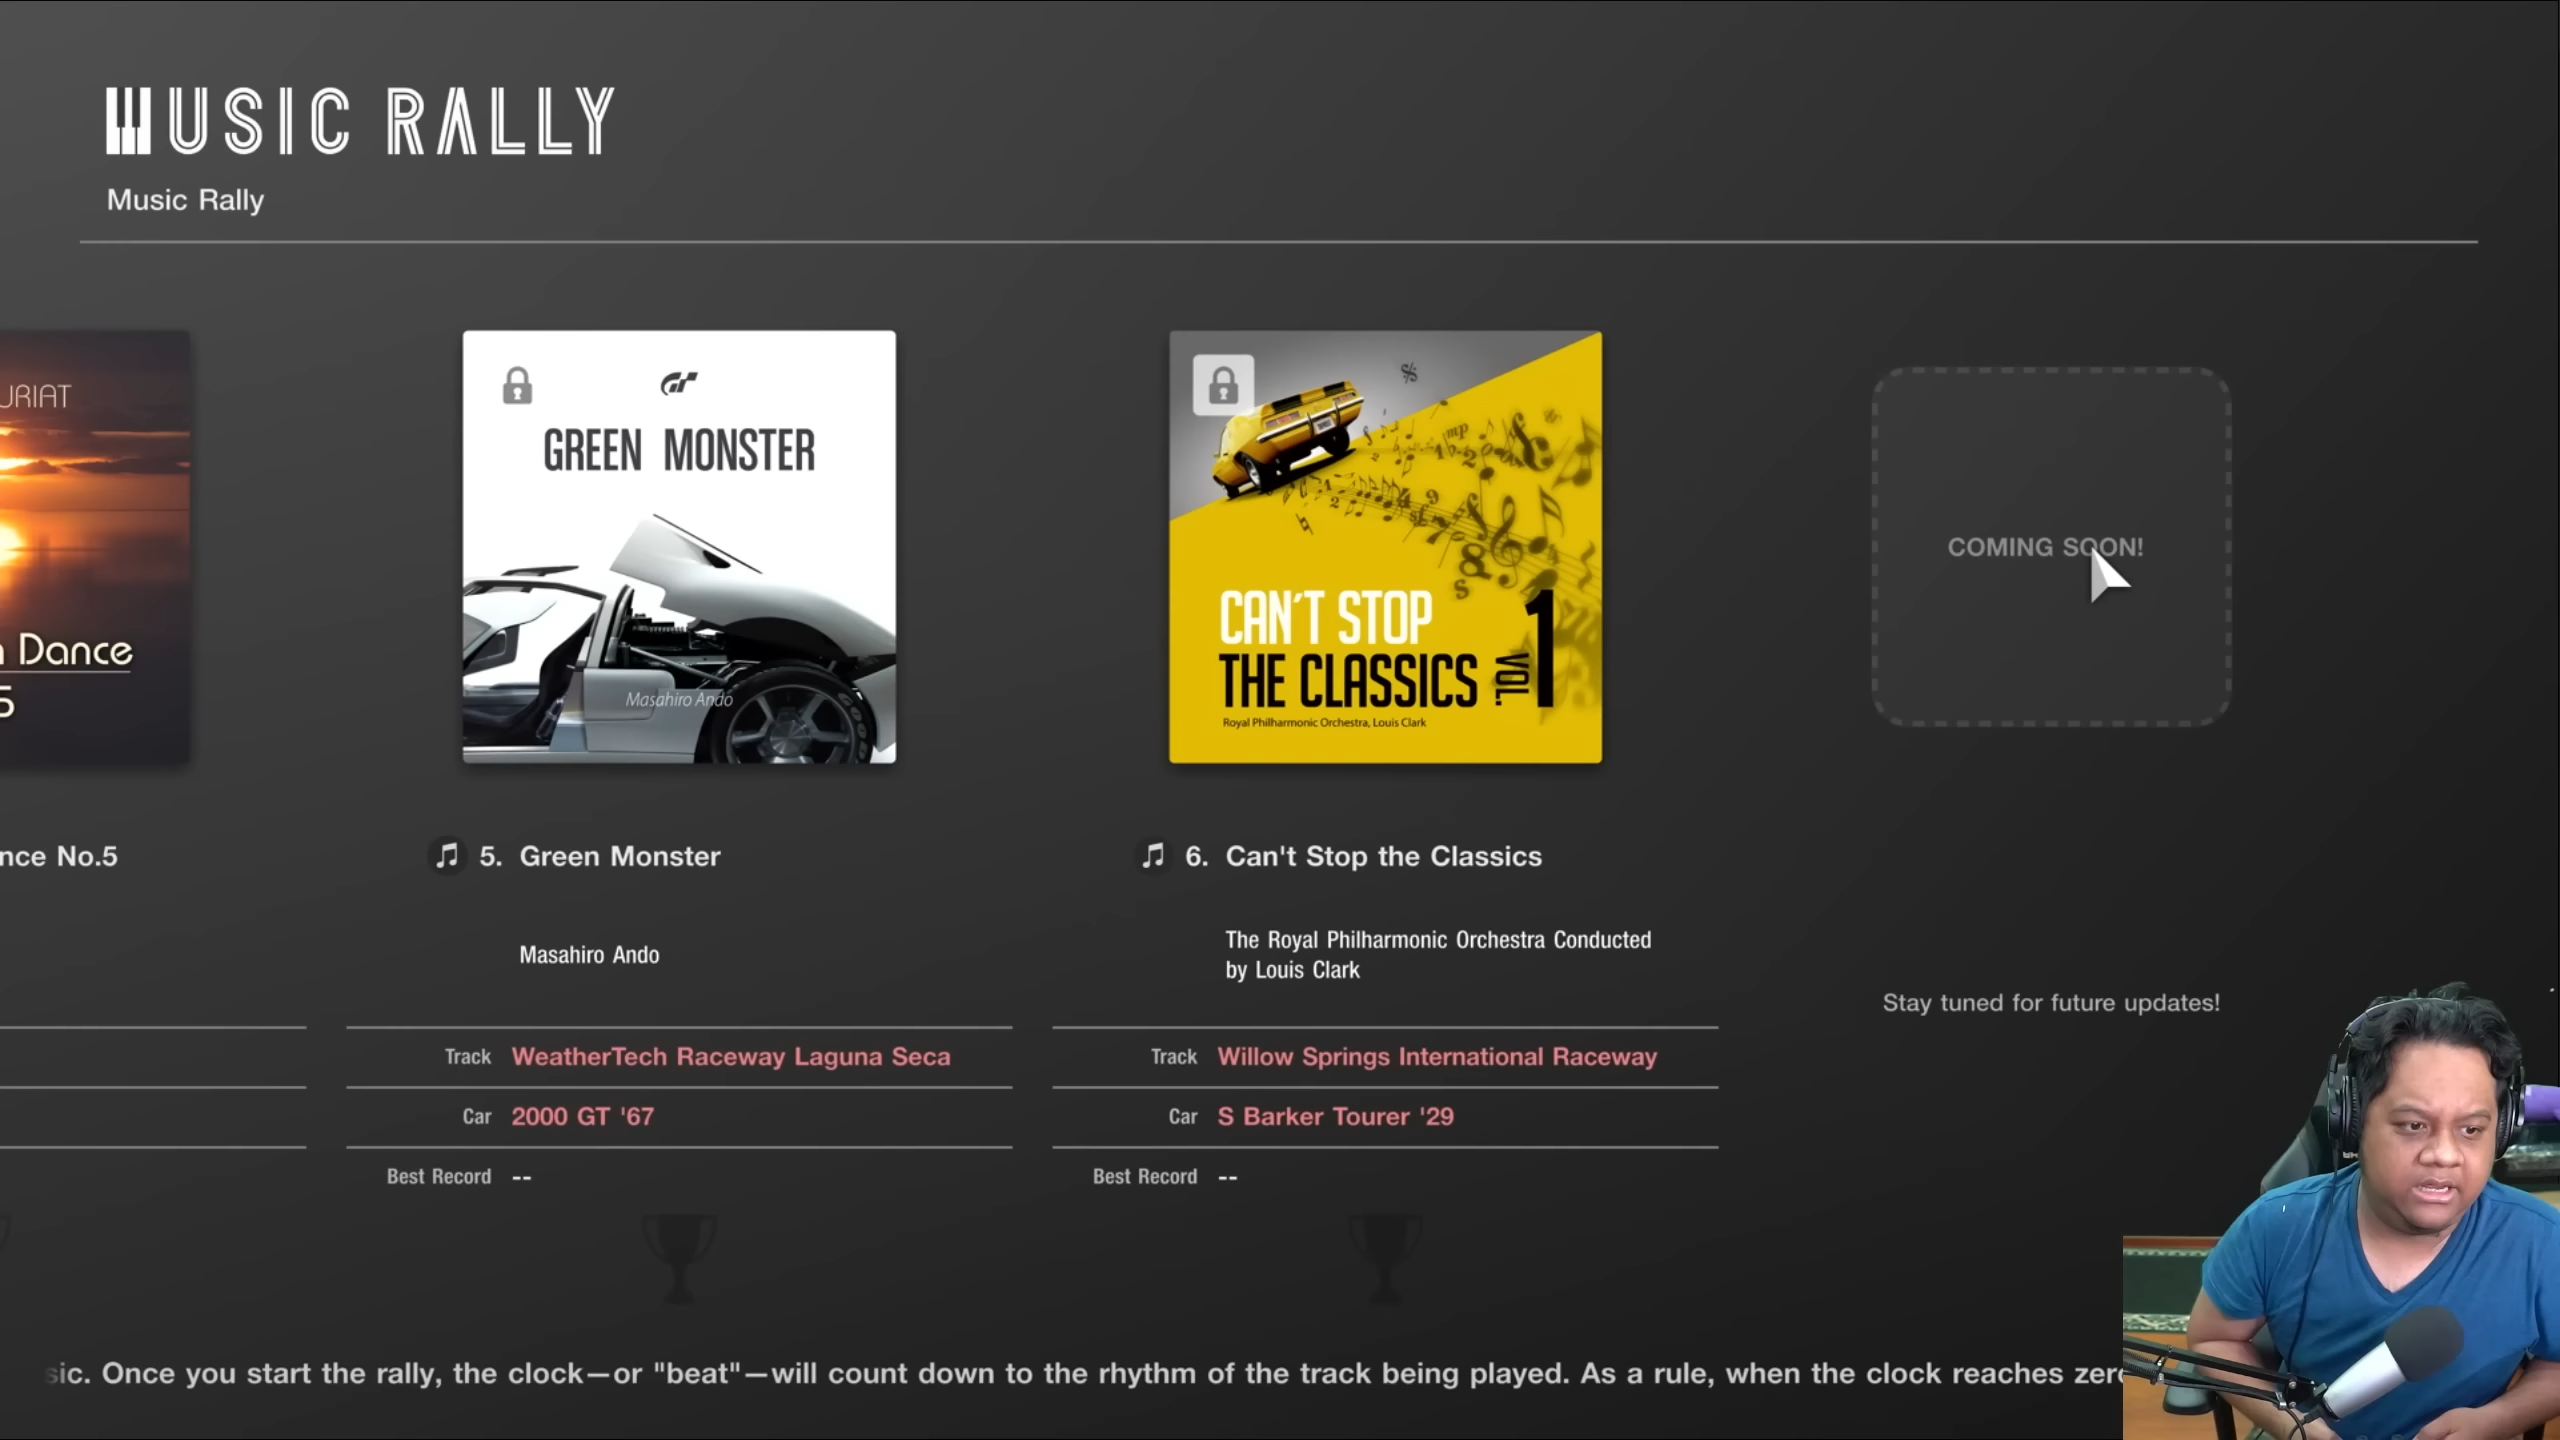 MUSIC RALLY
Music Rally
URIAT
Dance
5
GREEN MONSTER
Masahiro Ando
CAN'T STOP
THE CLASSICS VOL. 1
Royal Philharmonic Orchestra, Louis Clark
COMING SOON!
nce No.5
5. Green Monster
Masahiro Ando
Track WeatherTech Raceway Laguna Seca
Car 2000 GT '67
Best Record --
6. Can't Stop the Classics
The Royal Philharmonic Orchestra Conducted
by Louis Clark
Track Willow Springs International Raceway
Car S Barker Tourer '29
Best Record --
Stay tuned for future updates!
sic. Once you start the rally, the clock—or "beat"—will count down to the rhythm of the track being played. As a rule, when the clock reaches zero